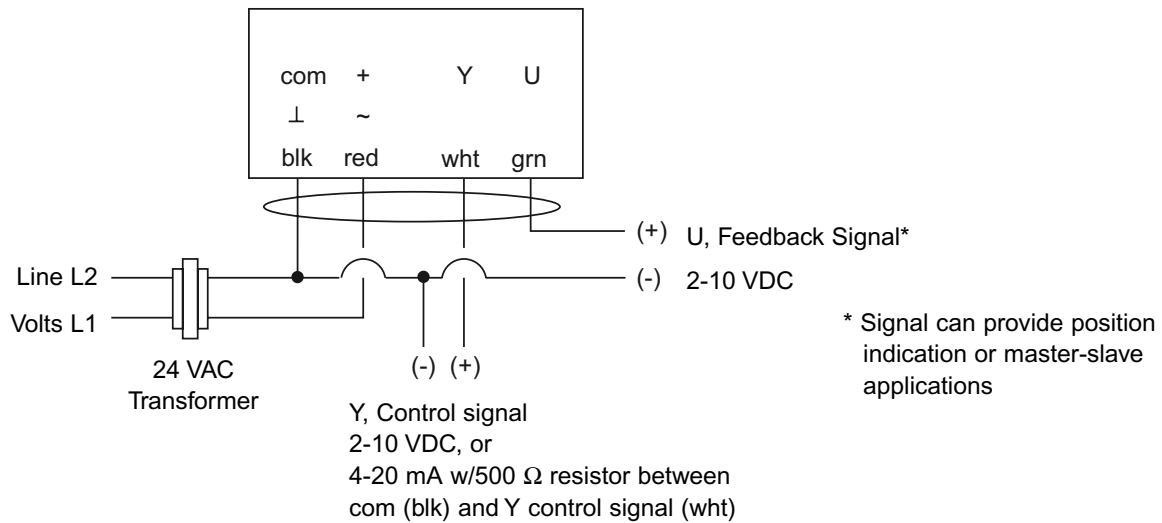 com + Y U
⊥ ~
blk red wht grn
(+) U, Feedback Signal*
Line L2
(-) 2-10 VDC
Volts L1
* Signal can provide position
indication or master-slave
applications
24 VAC
Transformer
(-) (+)
Y, Control signal
2-10 VDC, or
4-20 mA w/500 Ω resistor between
com (blk) and Y control signal (wht)